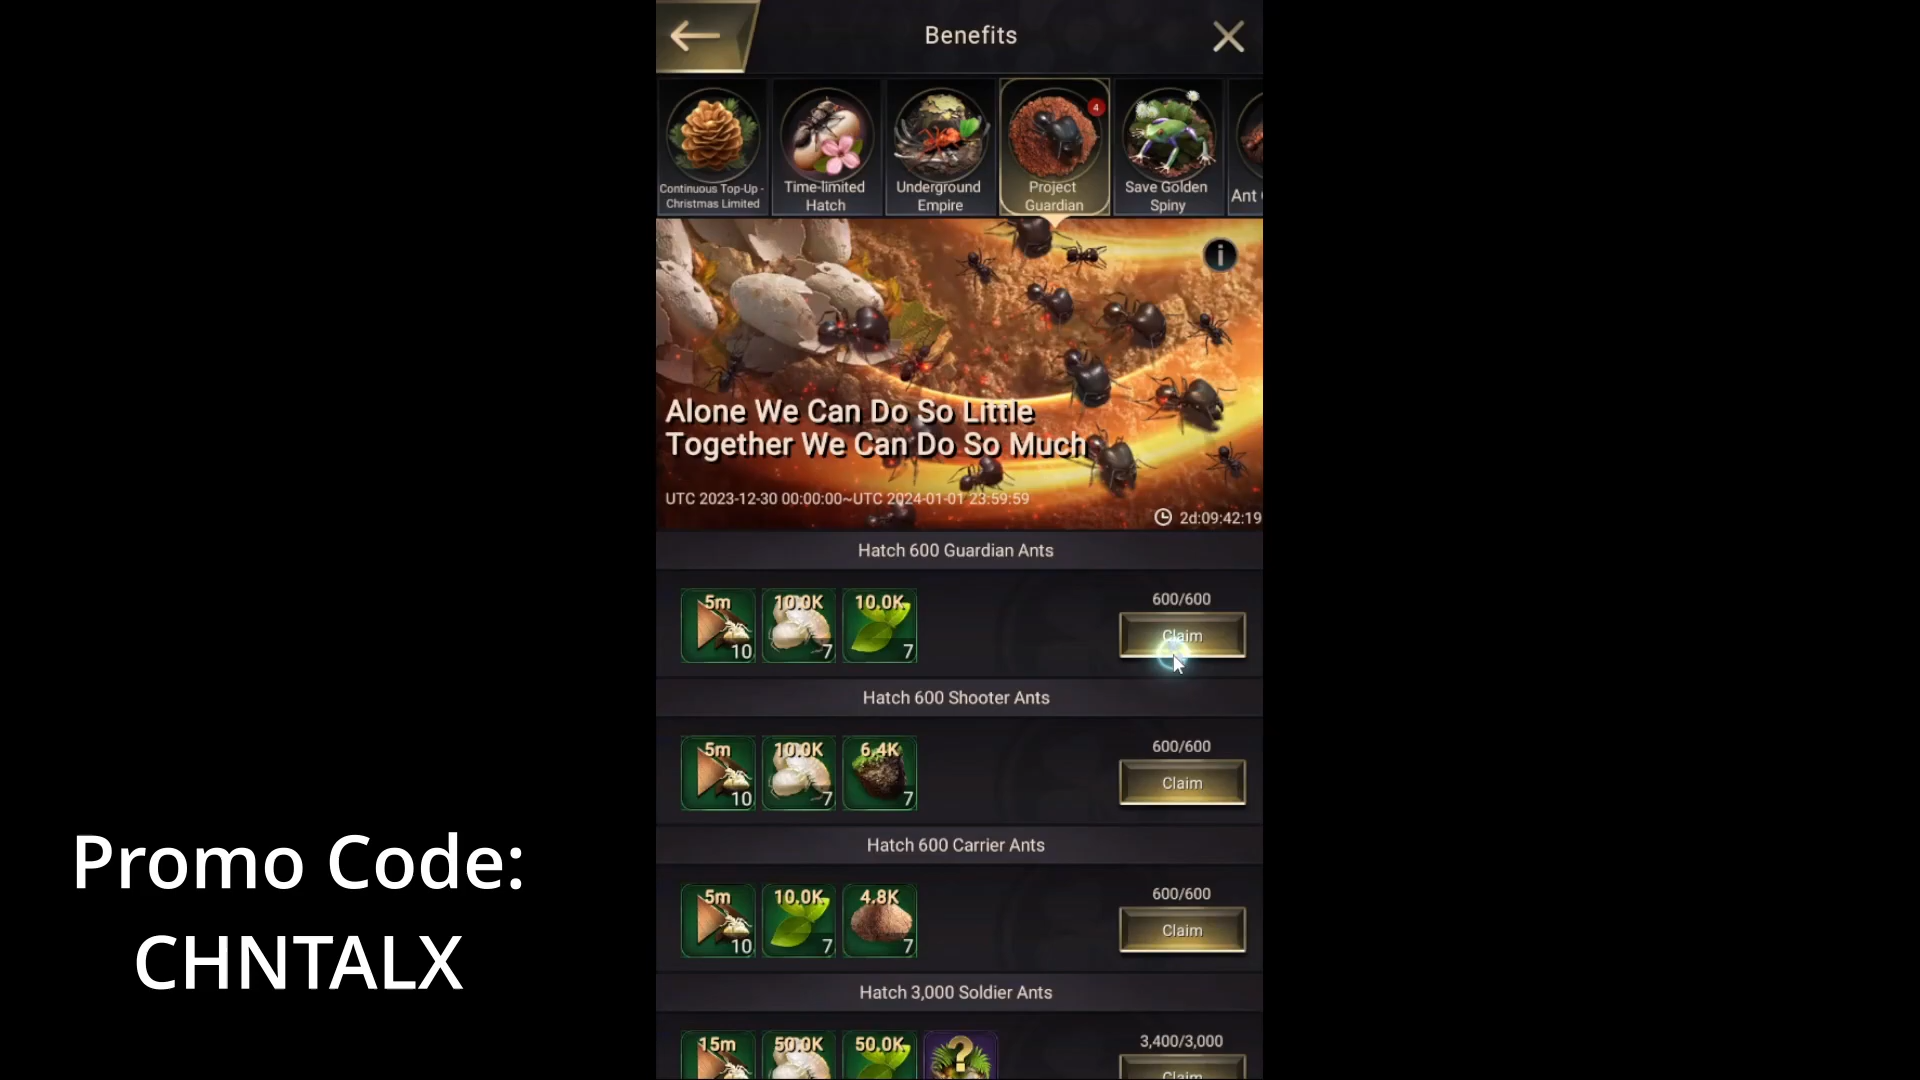 Benefits
4
Continuous Top-Up -
Christmas Limited
Time-limited
Hatch
Underground
Empire
Project
Guardian
Save Golden
Spiny
Ant
i
Alone We Can Do So Little
Together We Can Do So Much
UTC 2023-12-30 00:00:00~UTC 2024-01-01 23:59:59
2d:09:42:19
Hatch 600 Guardian Ants
5m 10.0K 10.0K
10 7 7
600/600
Claim
Hatch 600 Shooter Ants
5m 10.0K 6.4K
10 7 7
600/600
Claim
Hatch 600 Carrier Ants
5m 10.0K 4.8K
10 7 7
600/600
Claim
Hatch 3,000 Soldier Ants
15m 50.0K 50.0K ?
3,400/3,000
Claim
Promo Code:
CHNTALX